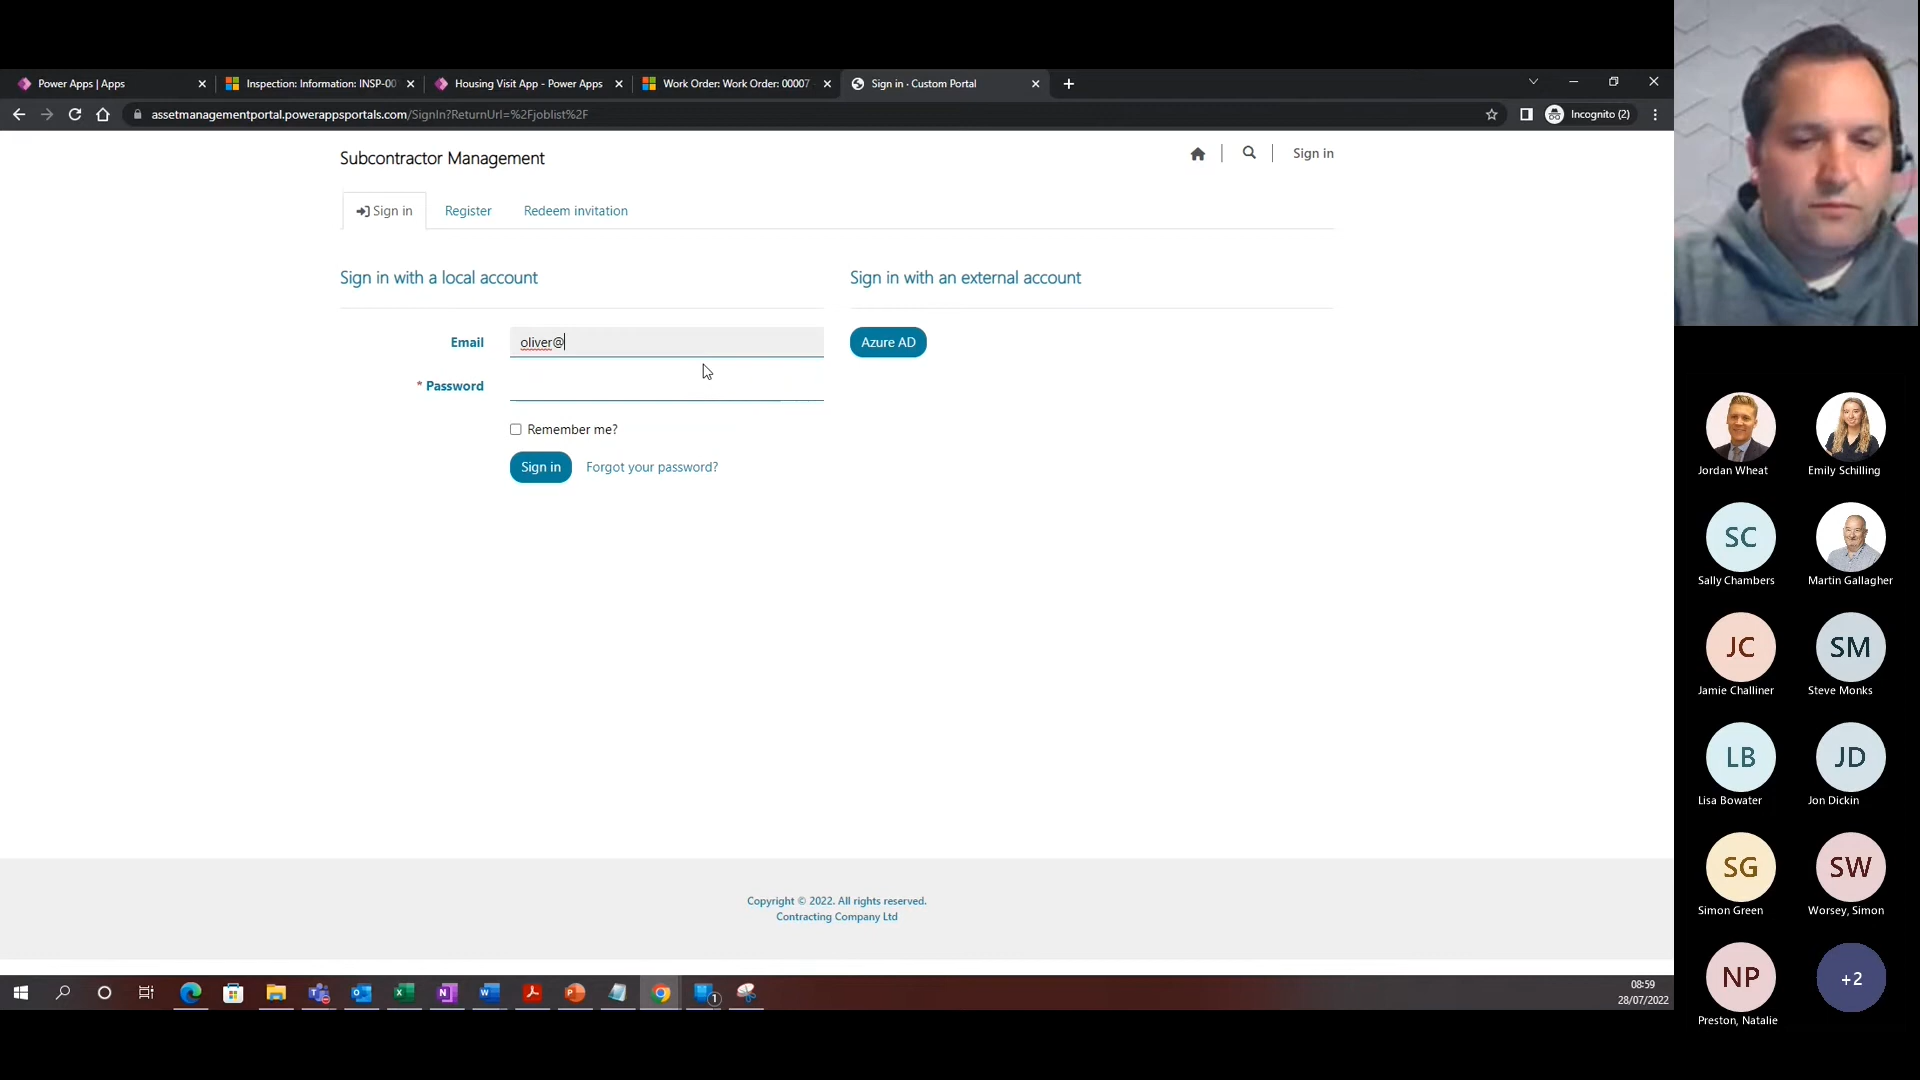 Power Apps | Apps
Inspection: Information: INSP-00
Housing Visit App - Power Apps
Work Order: Work Order: 00007
Sign in · Custom Portal
assetmanagementportal.powerappsportals.com/SignIn?ReturnUrl=%2Fjoblist%2F
Incognito (2)
Subcontractor Management
Sign in
Sign in
Register
Redeem invitation
Sign in with a local account
Sign in with an external account
Email
oliver@
Azure AD
* Password
Remember me?
Sign in
Forgot your password?
Copyright © 2022. All rights reserved.
Contracting Company Ltd
1
08:59
28/07/2022
Jordan Wheat
Emily Schilling
SC
Sally Chambers
Martin Gallagher
JC
Jamie Challiner
SM
Steve Monks
LB
Lisa Bowater
JD
Jon Dickin
SG
Simon Green
SW
Worsey, Simon
NP
Preston, Natalie
+2